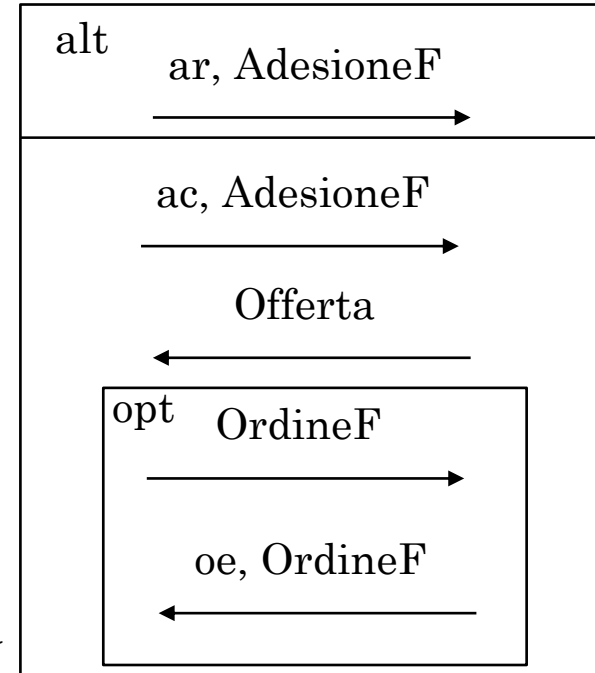 alt
ar, AdesioneF
ac, AdesioneF
Offerta
opt
OrdineF
oe, OrdineF